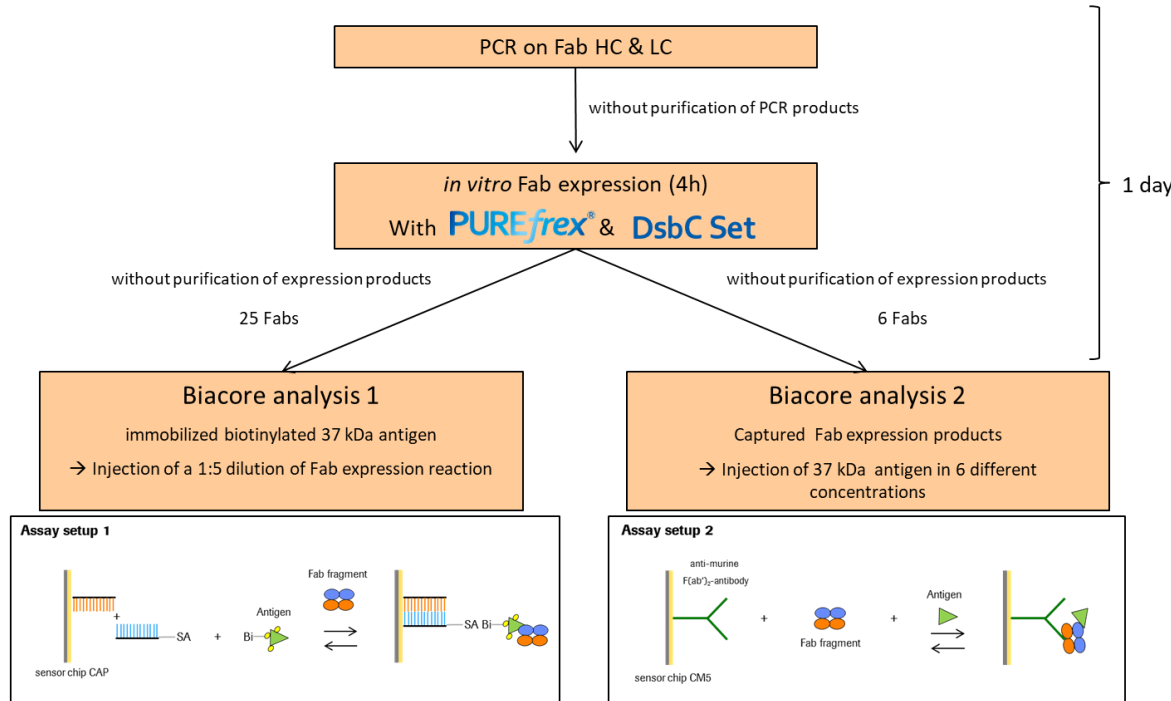 PCR on Fab HC & LC
without purification of PCR products
in vitro Fab expression (4h)
With PUREfrex® & DsbC Set
1 day
without purification of expression products
25 Fabs
without purification of expression products
6 Fabs
Biacore analysis 1
immobilized biotinylated 37 kDa antigen
→ Injection of a 1:5 dilution of Fab expression reaction
Biacore analysis 2
Captured Fab expression products
→ Injection of 37 kDa antigen in 6 different
concentrations
Assay setup 1
Fab fragment
Antigen
+
SA
+
Bi
SA Bi
sensor chip CAP
Assay setup 2
anti-murine
F(ab')₂-antibody
Antigen
+
+
Fab fragment
sensor chip CM5